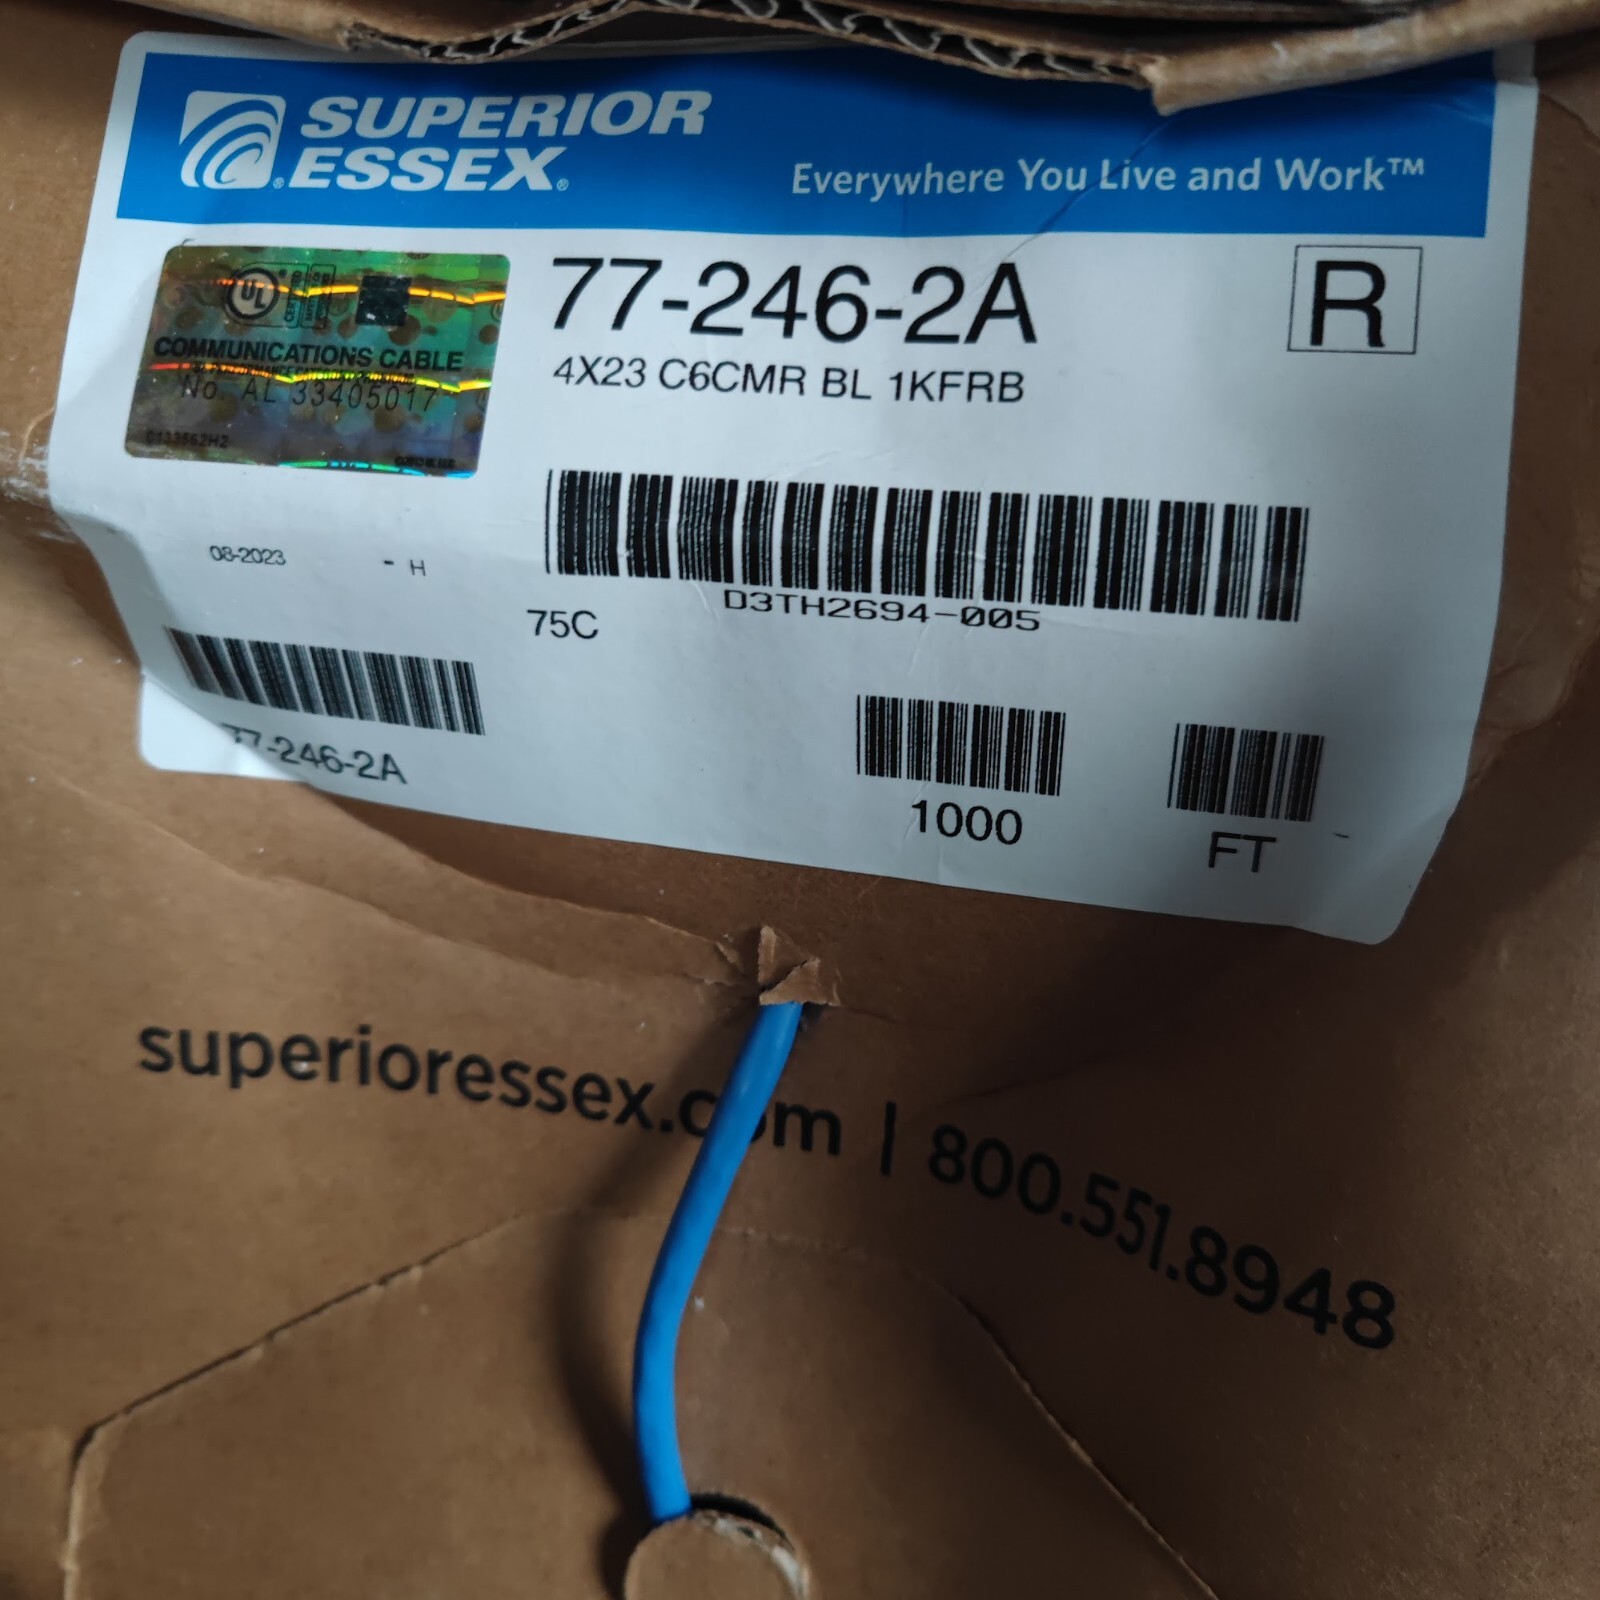 SUPERIOR
ESSEX®
Everywhere You Live and Work™
UL
COMMUNICATIONS CABLE
No. AL 33405017
77-246-2A
R
4X23 C6CMR BL 1KFRB
08-2023 - H
D3TH2694-005
75C
77-246-2A
1000
FT
superioressex.com | 800.551.8948